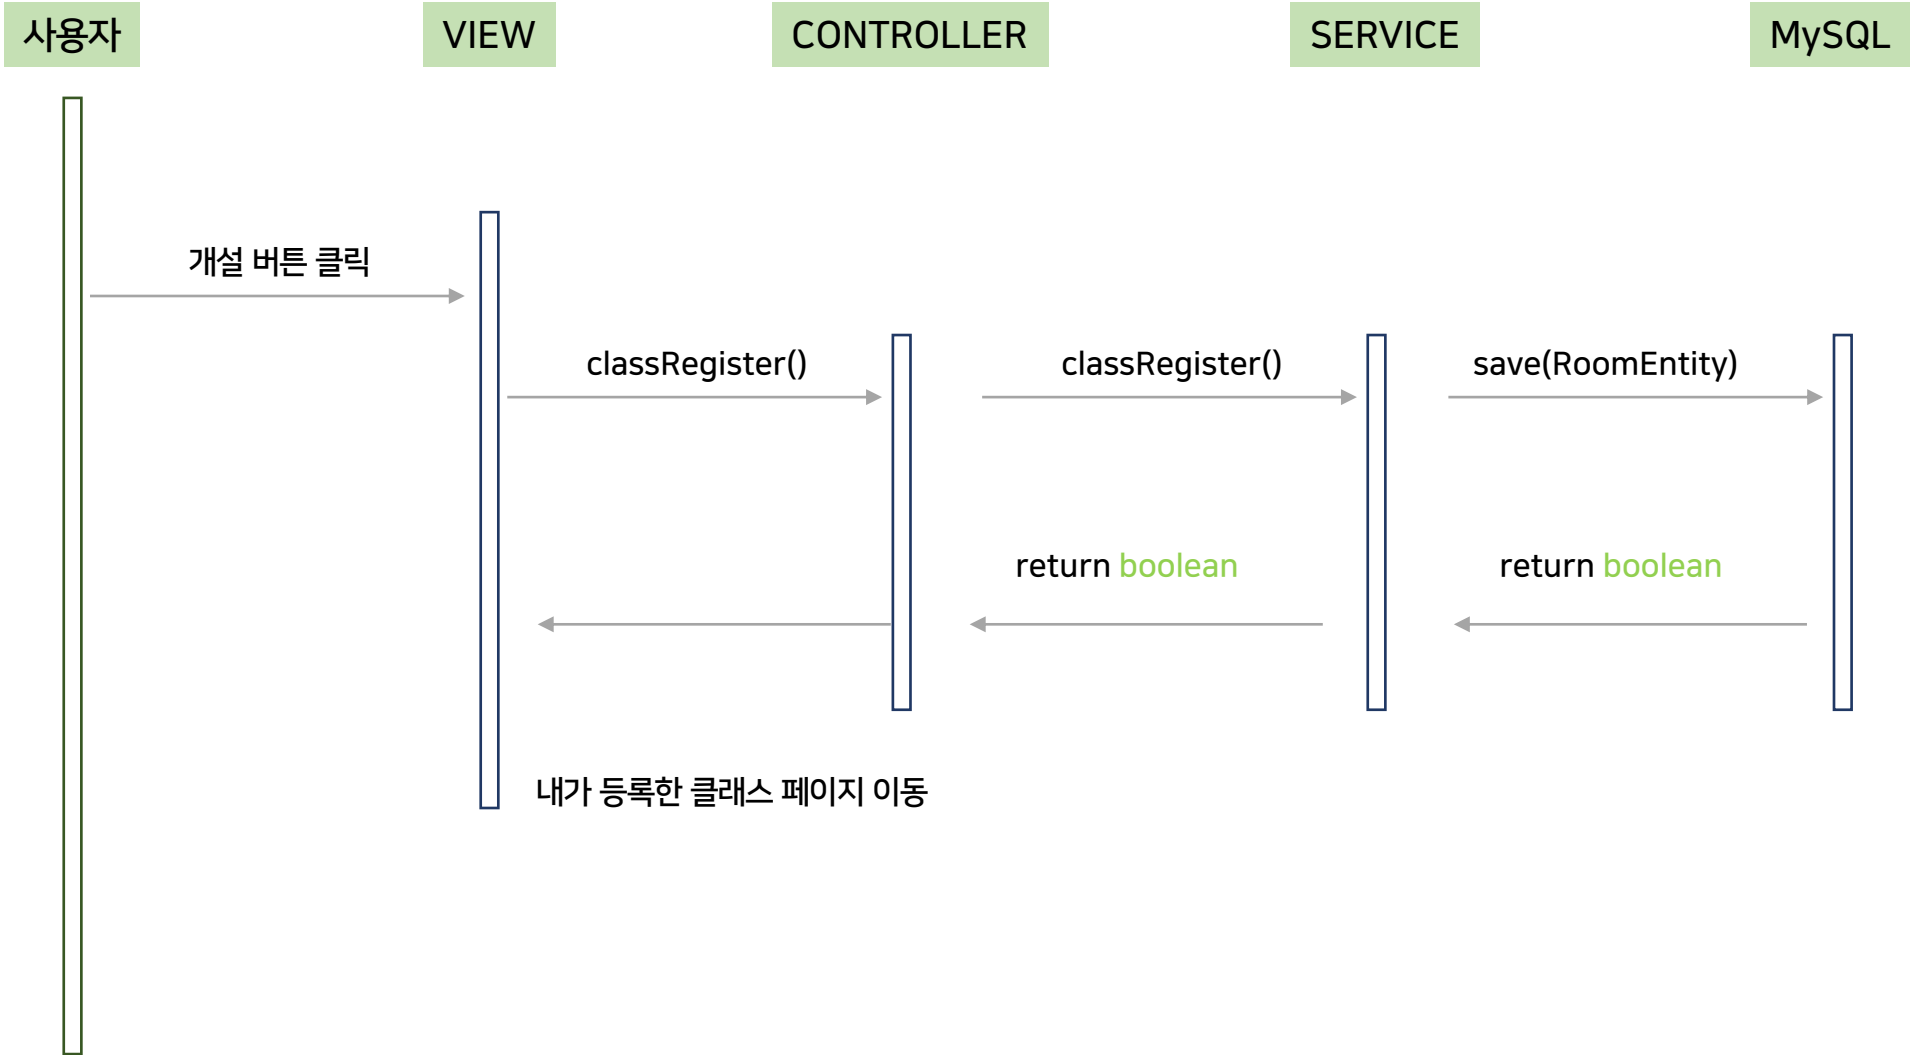 사용자
VIEW
CONTROLLER
SERVICE
MySQL
개설 버튼 클릭
classRegister()
classRegister()
save(RoomEntity)
return boolean
return boolean
내가 등록한 클래스 페이지 이동